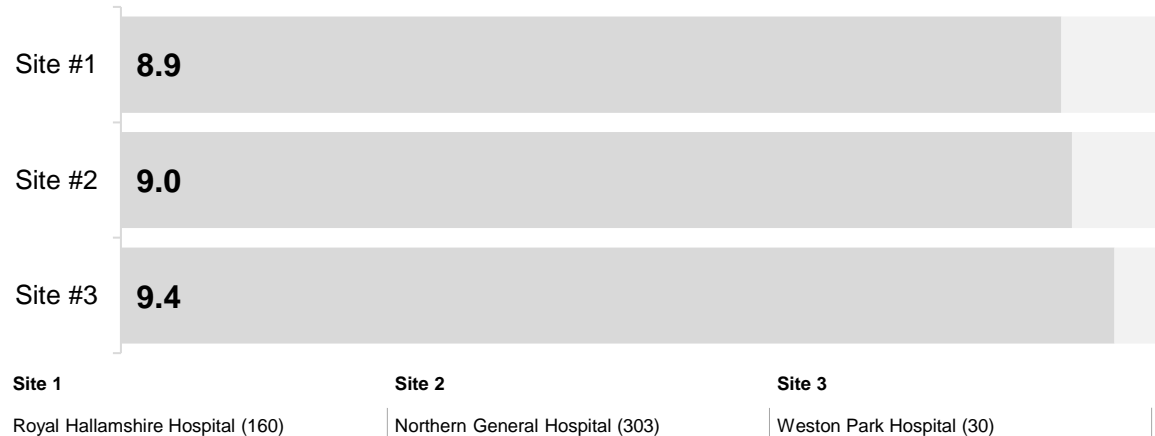 Site #1
8.9
Site #2
9.0
Site #3
9.4
Site 1
Site 2
Site 3
Royal Hallamshire Hospital (160)
Northern General Hospital (303)
Weston Park Hospital (30)